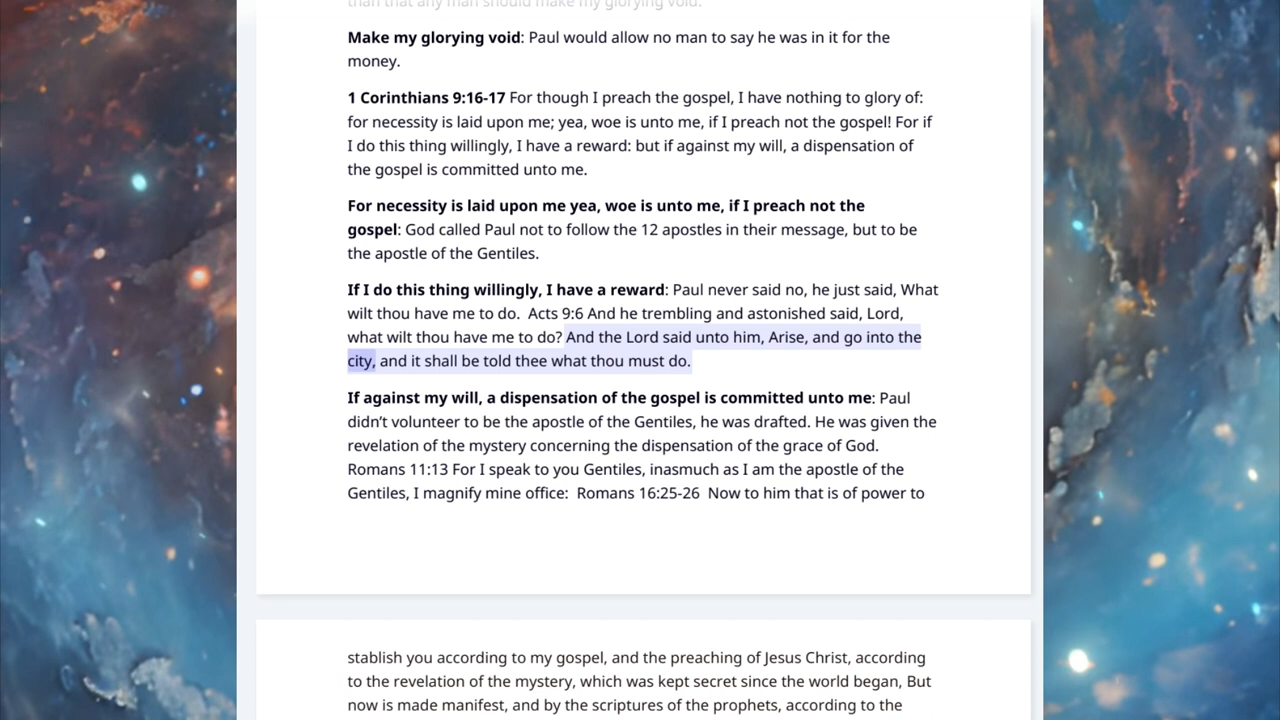 than that any man should make my glorying void.
Make my glorying void: Paul would allow no man to say he was in it for the
money.
1 Corinthians 9:16-17 For though I preach the gospel, I have nothing to glory of:
for necessity is laid upon me; yea, woe is unto me, if I preach not the gospel! For if
I do this thing willingly, I have a reward: but if against my will, a dispensation of
the gospel is committed unto me.
For necessity is laid upon me yea, woe is unto me, if I preach not the
gospel: God called Paul not to follow the 12 apostles in their message, but to be
the apostle of the Gentiles.
If I do this thing willingly, I have a reward: Paul never said no, he just said, What
wilt thou have me to do.  Acts 9:6 And he trembling and astonished said, Lord,
what wilt thou have me to do? And the Lord said unto him, Arise, and go into the
city, and it shall be told thee what thou must do.
If against my will, a dispensation of the gospel is committed unto me: Paul
didn’t volunteer to be the apostle of the Gentiles, he was drafted. He was given the
revelation of the mystery concerning the dispensation of the grace of God.
Romans 11:13 For I speak to you Gentiles, inasmuch as I am the apostle of the
Gentiles, I magnify mine office:  Romans 16:25-26  Now to him that is of power to
stablish you according to my gospel, and the preaching of Jesus Christ, according
to the revelation of the mystery, which was kept secret since the world began, But
now is made manifest, and by the scriptures of the prophets, according to the